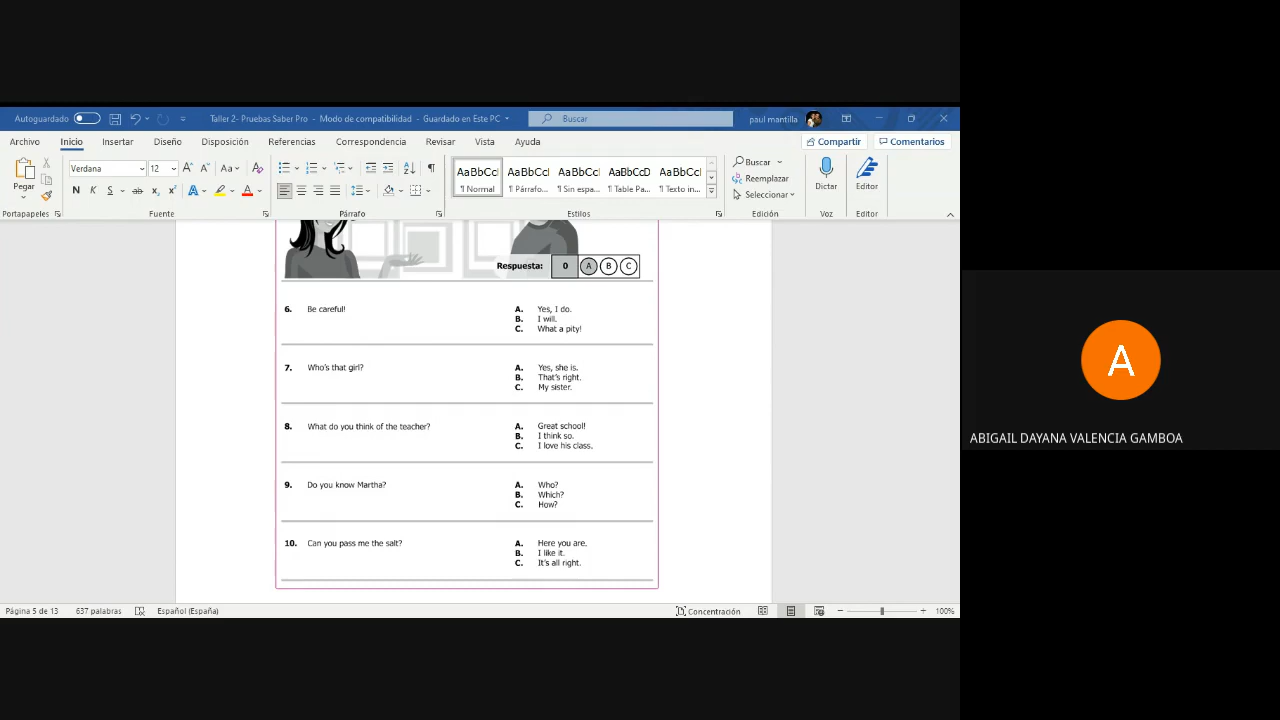 Autoguardado Taller 2- Pruebas Saber Pro - Modo de compatibilidad - Guardado en Este PC Buscar paul mantilla
Archivo Inicio Insertar Diseño Disposición Referencias Correspondencia Revisar Vista Ayuda Compartir Comentarios
Pegar Verdana 12 A A Aa A
N K S ab x₂ x² A A
AaBbCcI AaBbCcI AaBbCcI AaBbCcD AaBbCcI
¶ Normal ¶ Párrafo... ¶ Sin espa... ¶ Table Pa... ¶ Texto in...
Buscar
Reemplazar
Seleccionar
Dictar Editor
Portapapeles Fuente Párrafo Estilos Edición Voz Editor
Respuesta: 0 A B C
6. Be careful! A. Yes, I do.
B. I will.
C. What a pity!
7. Who's that girl? A. Yes, she is.
B. That's right.
C. My sister.
8. What do you think of the teacher? A. Great school!
B. I think so.
C. I love his class.
9. Do you know Martha? A. Who?
B. Which?
C. How?
10. Can you pass me the salt? A. Here you are.
B. I like it.
C. It's all right.
Página 5 de 13 637 palabras Español (España) Concentración 100%
A
ABIGAIL DAYANA VALENCIA GAMBOA